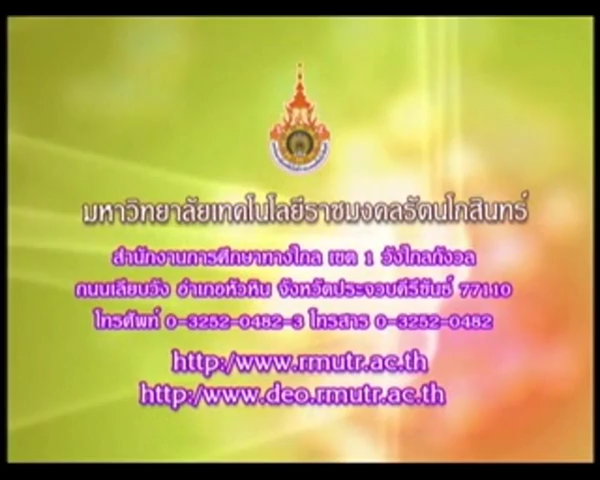 มหาวิทยาลัยเทคโนโลยีราชมงคลรัตนโกสินทร์
สำนักงานการศึกษาทางไกล เขต 1 วังไกลกังวล
ถนนเลียบวัง อำเภอหัวหิน จังหวัดประจวบคีรีขันธ์ 77110
โทรศัพท์ 0-3252-0482-3 โทรสาร 0-3252-0482
http:/www.rmutr.ac.th
http:/www.deo.rmutr.ac.th